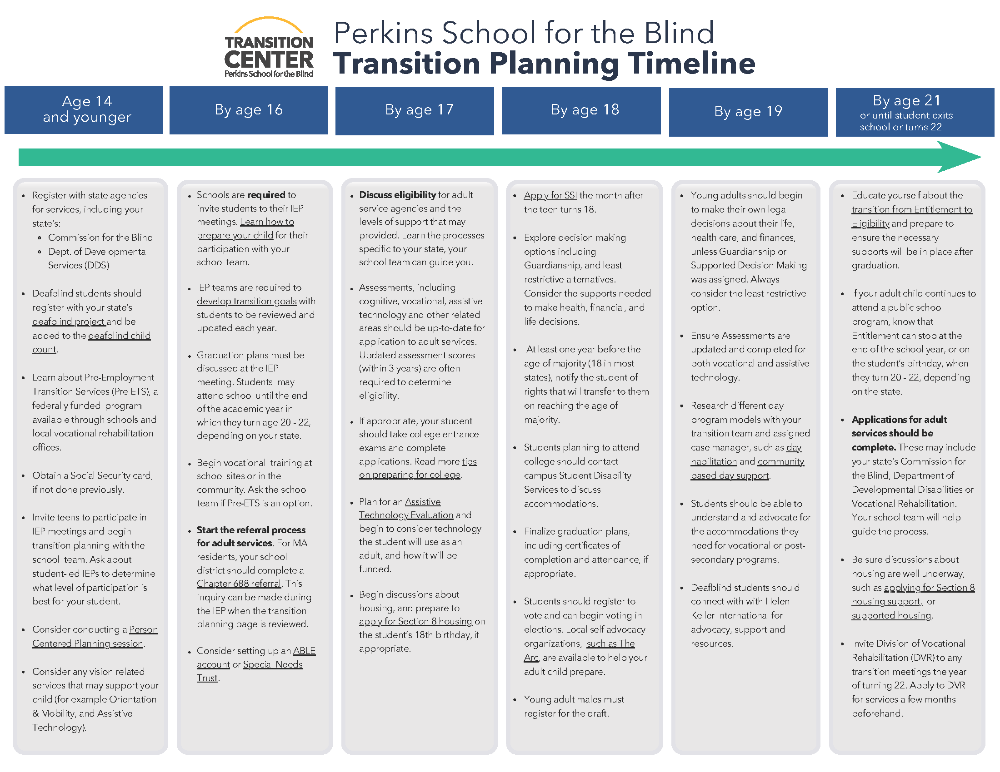 TRANSITION
CENTER
Perkins School for the Blind
Perkins School for the Blind
Transition Planning Timeline
Age 14
and younger
By age 16
By age 17
By age 18
By age 19
By age 21
or until student exits
school or turns 22
• Register with state agencies
for services, including your
state's:
Commission for the Blind
Dept. of Developmental
Services (DDS)
• Deafblind students should
register with your state's
deafblind project and be
added to the deafblind child
count.
• Learn about Pre-Employment
Transition Services (Pre ETS), a
federally funded program
available through schools and
local vocational rehabilitation
offices.
• Obtain a Social Security card,
if not done previously.
• Invite teens to participate in
IEP meetings and begin
transition planning with the
school team. Ask about
student-led IEPs to determine
what level of participation is
best for your student.
• Consider conducting a Person
Centered Planning session.
• Consider any vision related
services that may support your
child (for example Orientation
& Mobility, and Assistive
Technology).
• Schools are required to
invite students to their IEP
meetings. Learn how to
prepare your child for their
participation with your
school team.
• IEP teams are required to
develop transition goals with
students to be reviewed and
updated each year.
• Graduation plans must be
discussed at the IEP
meeting. Students may
attend school until the end
of the academic year in
which they turn age 20 - 22,
depending on your state.
• Begin vocational training at
school sites or in the
community. Ask the school
team if Pre-ETS is an option.
• Start the referral process
for adult services. For MA
residents, your school
district should complete a
Chapter 688 referral. This
inquiry can be made during
the IEP when the transition
planning page is reviewed.
• Consider setting up an ABLE
account or Special Needs
Trust.
• Discuss eligibility for adult
service agencies and the
levels of support that may
provided. Learn the processes
specific to your state, your
school team can guide you.
• Assessments, including
cognitive, vocational, assistive
technology and other related
areas should be up-to-date for
application to adult services.
Updated assessment scores
(within 3 years) are often
required to determine
eligibility.
• If appropriate, your student
should take college entrance
exams and complete
applications. Read more tips
on preparing for college.
• Plan for an Assistive
Technology Evaluation and
begin to consider technology
the student will use as an
adult, and how it will be
funded.
• Begin discussions about
housing, and prepare to
apply for Section 8 housing on
the student's 18th birthday, if
appropriate.
• Apply for SSI the month after
the teen turns 18.
• Explore decision making
options including
Guardianship, and least
restrictive alternatives.
Consider the supports needed
to make health, financial, and
life decisions.
• At least one year before the
age of majority (18 in most
states), notify the student of
rights that will transfer to them
on reaching the age of
majority.
• Students planning to attend
college should contact
campus Student Disability
Services to discuss
accommodations.
• Finalize graduation plans,
including certificates of
completion and attendance, if
appropriate.
• Students should register to
vote and can begin voting in
elections. Local self advocacy
organizations, such as The
Arc, are available to help your
adult child prepare.
• Young adult males must
register for the draft.
• Young adults should begin
to make their own legal
decisions about their life,
health care, and finances,
unless Guardianship or
Supported Decision Making
was assigned. Always
consider the least restrictive
option.
• Ensure Assessments are
updated and completed for
both vocational and assistive
technology.
• Research different day
program models with your
transition team and assigned
case manager, such as day
habilitation and community
based day support.
• Students should be able to
understand and advocate for
the accommodations they
need for vocational or post-
secondary programs.
• Deafblind students should
connect with with Helen
Keller International for
advocacy, support and
resources.
• Educate yourself about the
transition from Entitlement to
Eligibility and prepare to
ensure the necessary
supports will be in place after
graduation.
• If your adult child continues to
attend a public school
program, know that
Entitlement can stop at the
end of the school year, or on
the student's birthday, when
they turn 20 - 22, depending
on the state.
• Applications for adult
services should be
complete. These may include
your state's Commission for
the Blind, Department of
Developmental Disabilities or
Vocational Rehabilitation.
Your school team will help
guide the process.
• Be sure discussions about
housing are well underway,
such as applying for Section 8
housing support, or
supported housing.
• Invite Division of Vocational
Rehabilitation (DVR) to any
transition meetings the year
of turning 22. Apply to DVR
for services a few months
beforehand.